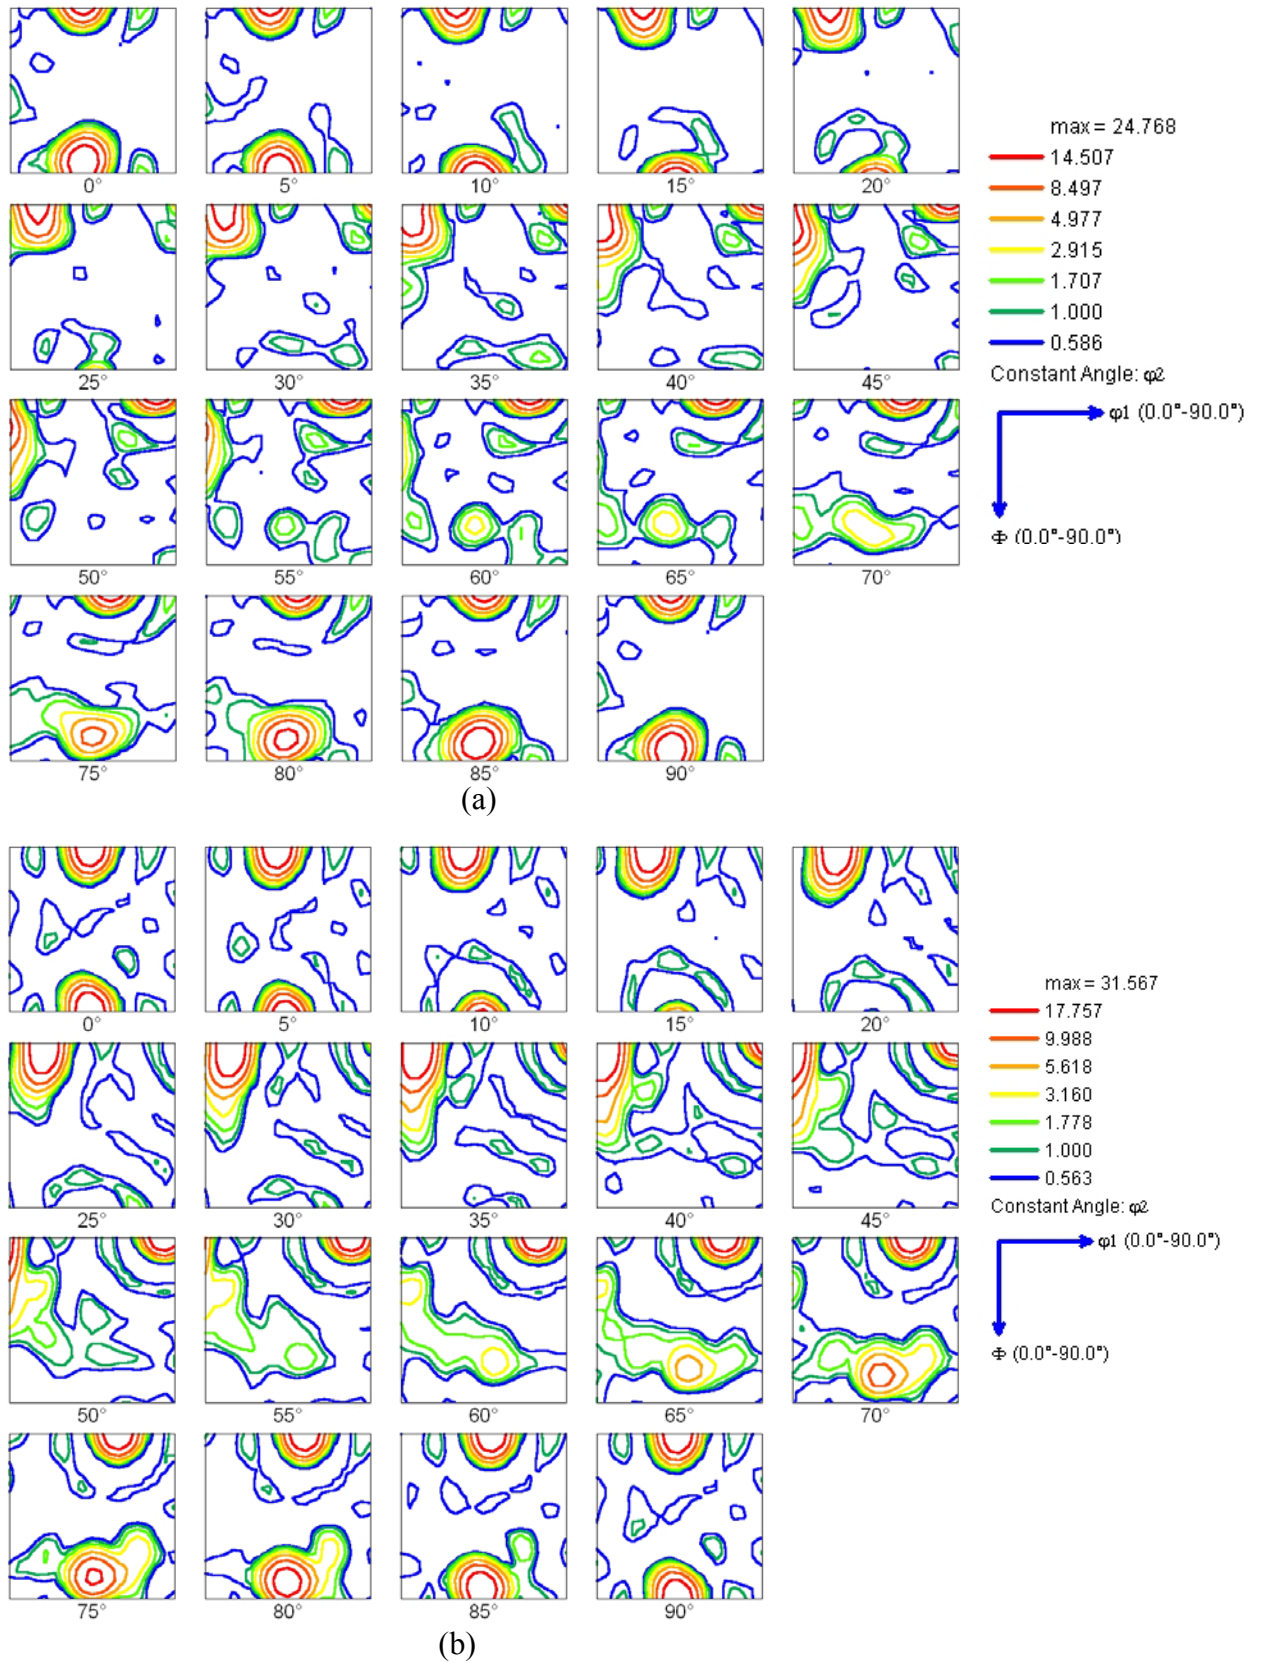 0° 5° 10° 15° 20°
25° 30° 35° 40° 45°
50° 55° 60° 65° 70°
75° 80° 85° 90°
max = 24.768
14.507
8.497
4.977
2.915
1.707
1.000
0.586
Constant Angle: φ2
φ1 (0.0°-90.0°)
Φ (0.0°-90.0°)
(a)
0° 5° 10° 15° 20°
25° 30° 35° 40° 45°
50° 55° 60° 65° 70°
75° 80° 85° 90°
max = 31.567
17.757
9.988
5.618
3.160
1.778
1.000
0.563
Constant Angle: φ2
φ1 (0.0°-90.0°)
Φ (0.0°-90.0°)
(b)